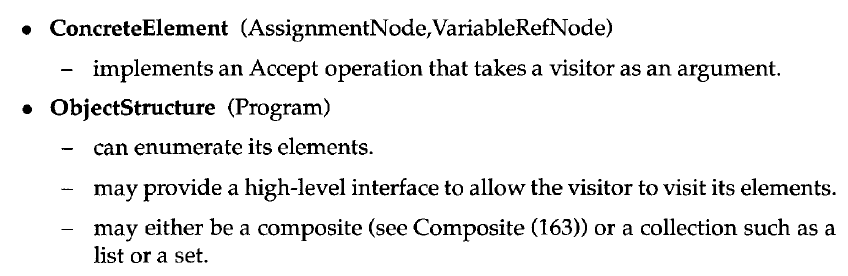 • ConcreteElement (AssignmentNode,VariableRefNode)
– implements an Accept operation that takes a visitor as an argument.
• ObjectStructure (Program)
– can enumerate its elements.
– may provide a high-level interface to allow the visitor to visit its elements.
– may either be a composite (see Composite (163)) or a collection such as a
list or a set.